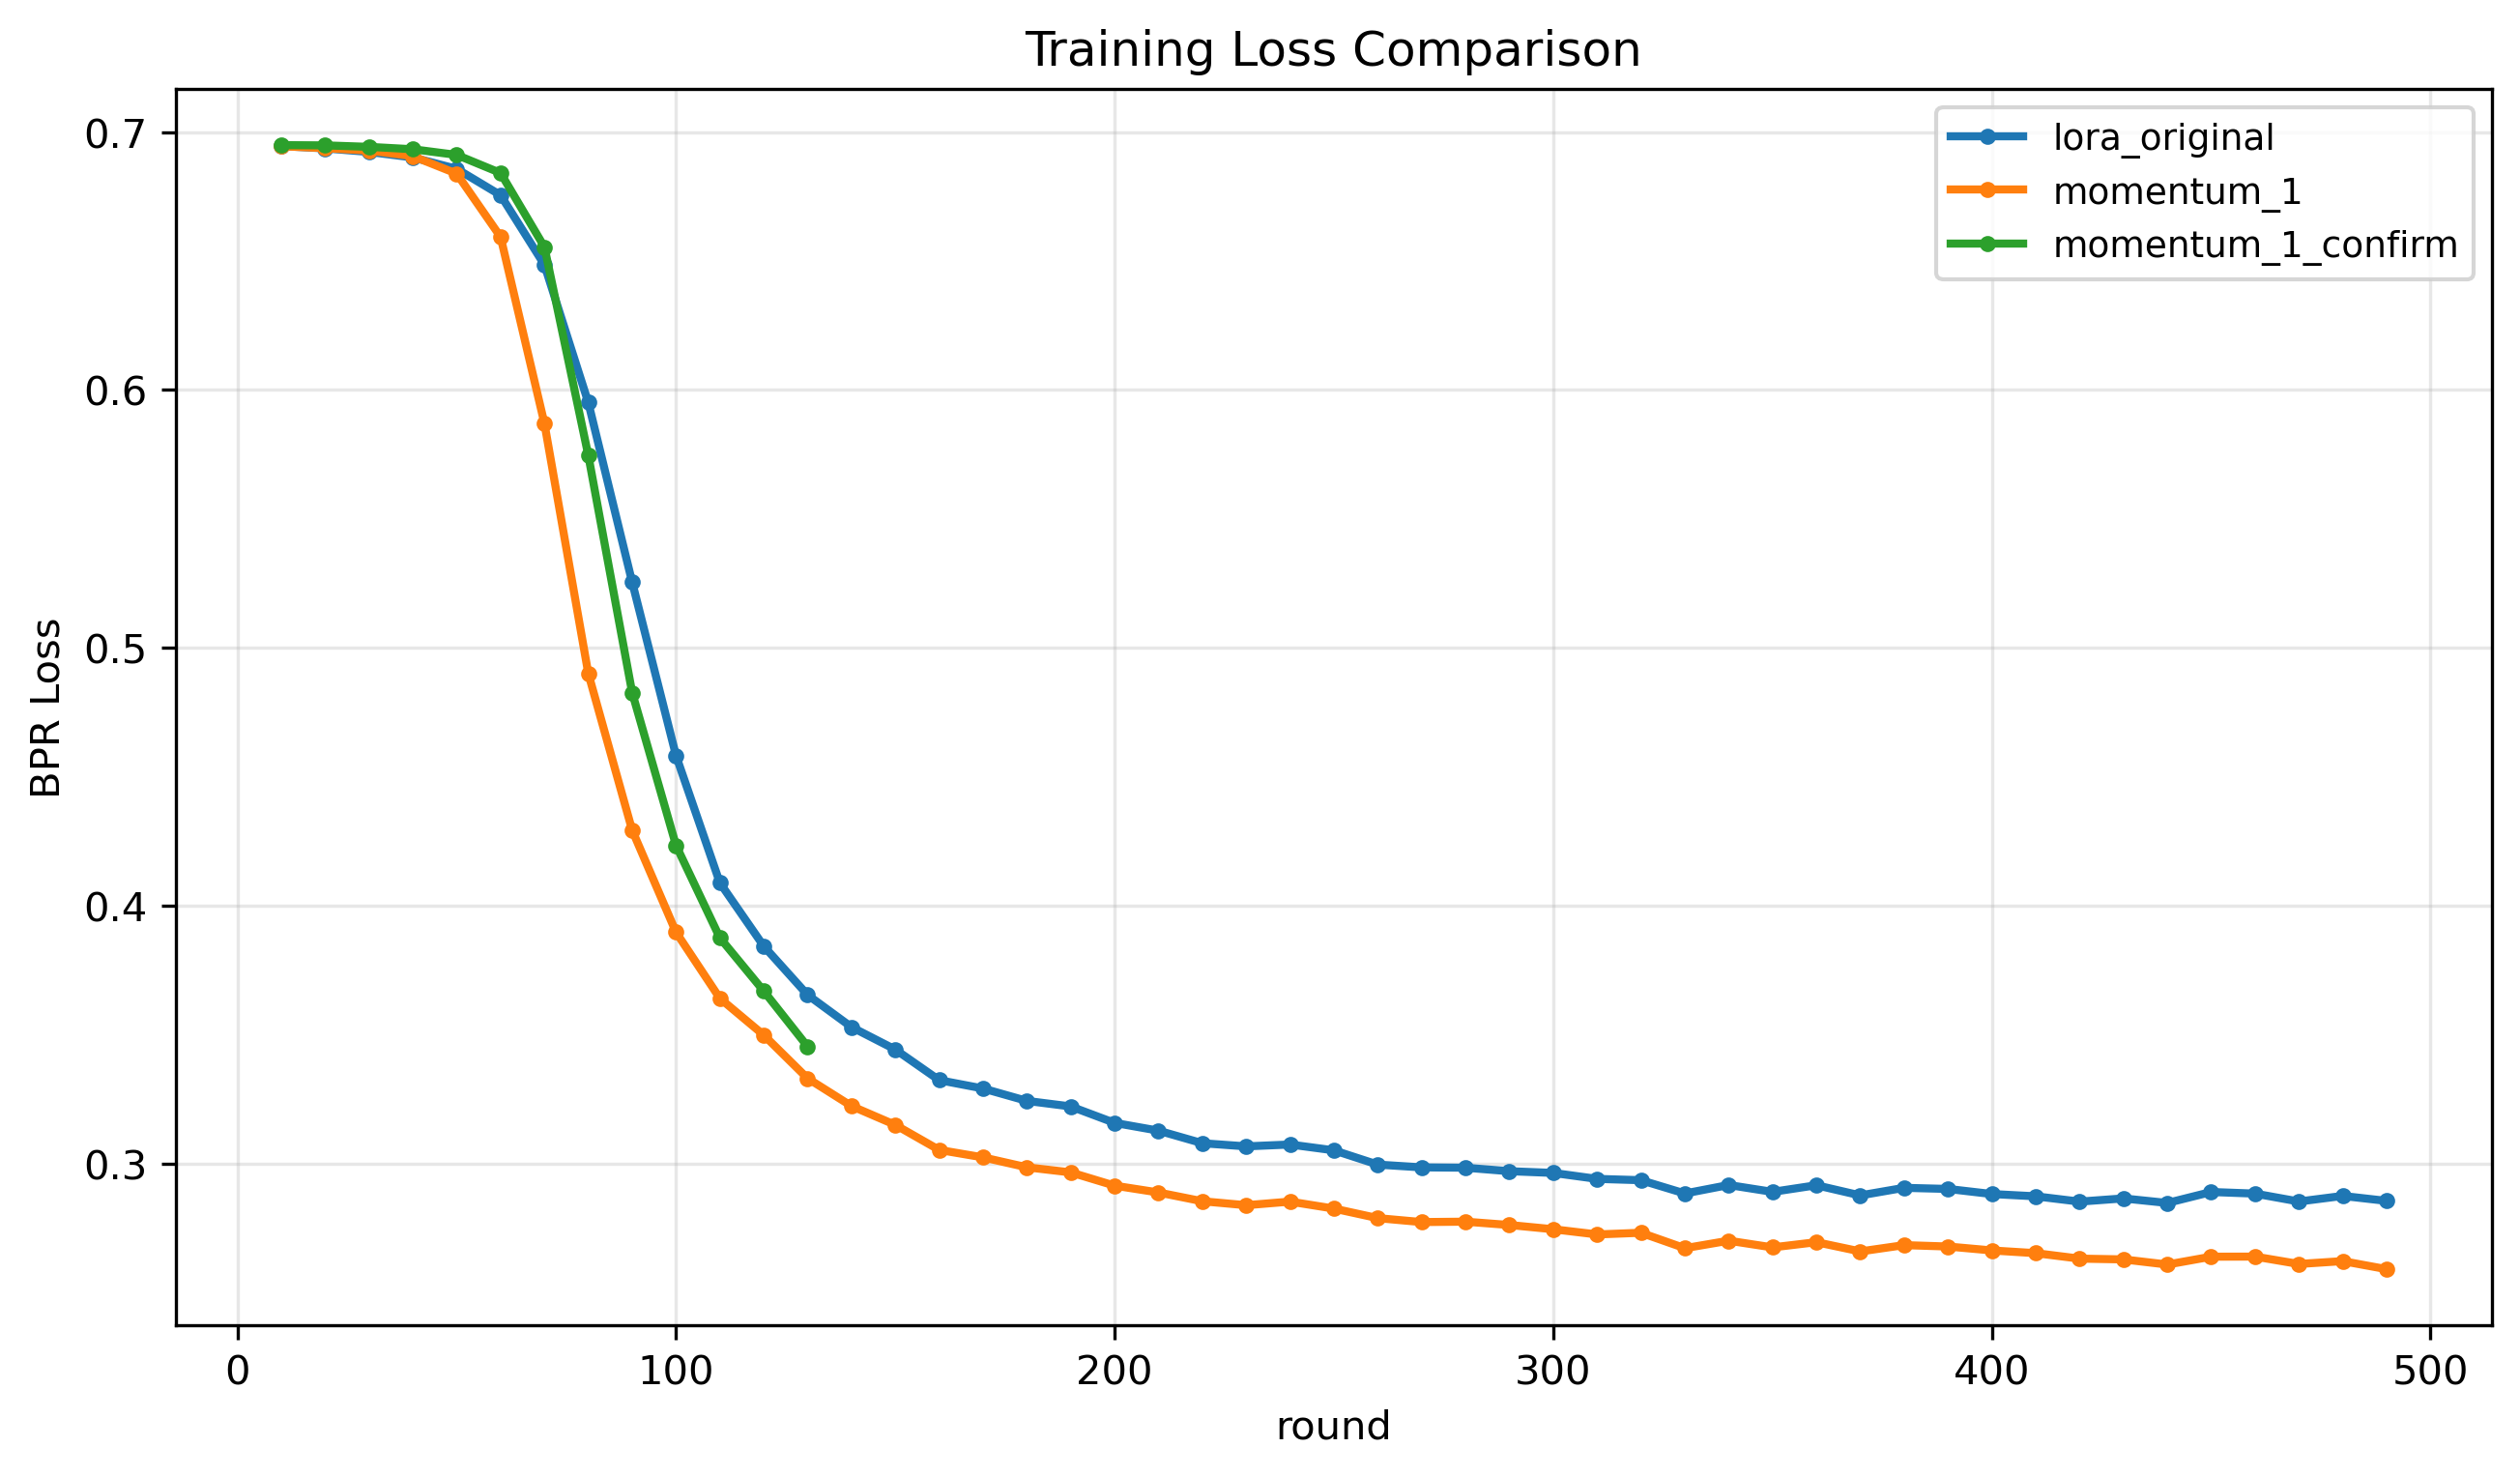 Training Loss Comparison
lora_original
momentum_1
momentum_1_confirm
BPR Loss
0.7
0.6
0.5
0.4
0.3
0 100 200 300 400 500
round